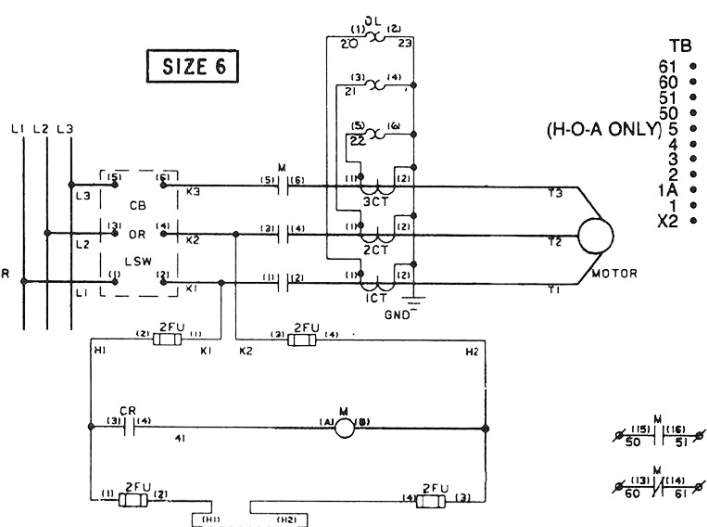 OL
(1) (2)
20 23
SIZE 6
TB
(3) (4)
21
61
60
51
50
(H-O-A ONLY) 5
4
3
2
1A
1
X2
(5) (6)
22
L1 L2 L3
(5) (6)
L3
K3
M
(5) (6)
(1) (2)
3CT
T3
CB
(3) (4)
OR
L2
K2
(3) (4)
(1) (2)
2CT
T2
LSW
R
(1) (2)
L1
K1
(1) (2)
(1) (2)
1CT
T1
MOTOR
GND
2FU
(2) (1)
H1
K1
K2
2FU
(3) (4)
H2
CR
(3) (4)
41
M
(A) (B)
M
(15) (16)
50 51
M
(13) (14)
60 61
2FU
(1) (2)
2FU
(4) (3)
(H1) (H2)